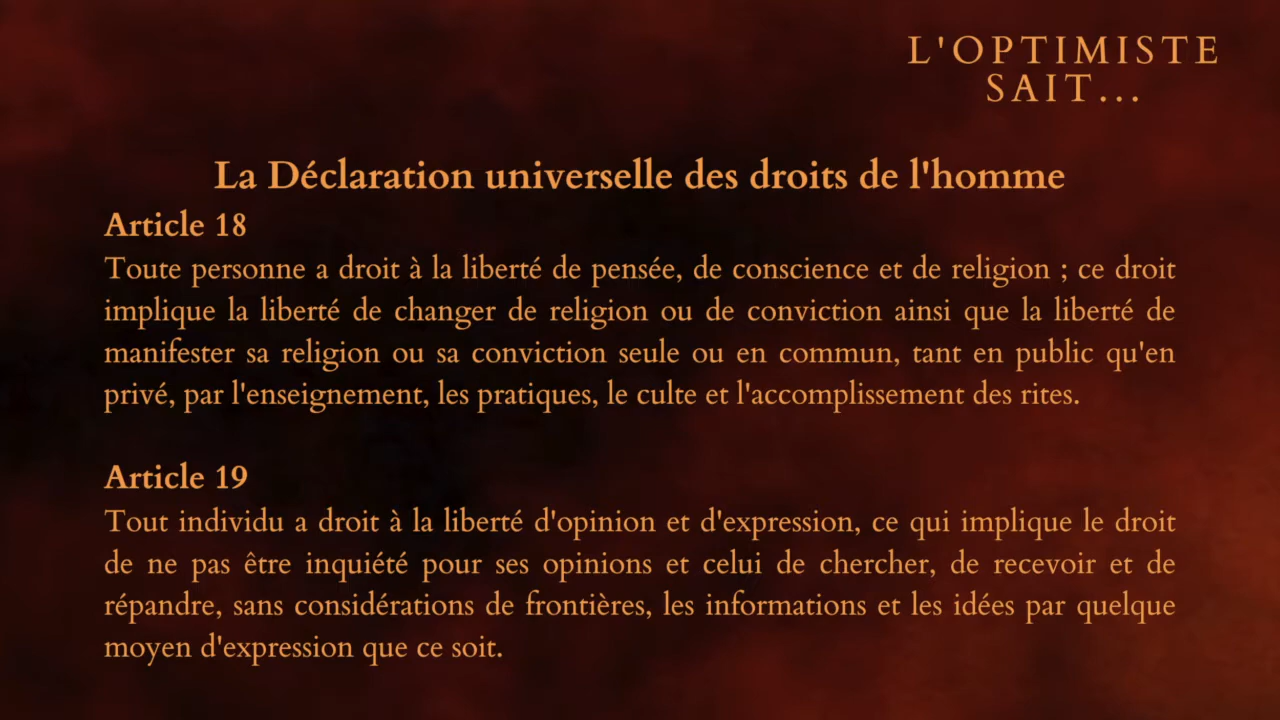 L'OPTIMISTE
SAIT...
La Déclaration universelle des droits de l'homme
Article 18
Toute personne a droit à la liberté de pensée, de conscience et de religion ; ce droit
implique la liberté de changer de religion ou de conviction ainsi que la liberté de
manifester sa religion ou sa conviction seule ou en commun, tant en public qu'en
privé, par l'enseignement, les pratiques, le culte et l'accomplissement des rites.
Article 19
Tout individu a droit à la liberté d'opinion et d'expression, ce qui implique le droit
de ne pas être inquiété pour ses opinions et celui de chercher, de recevoir et de
répandre, sans considérations de frontières, les informations et les idées par quelque
moyen d'expression que ce soit.